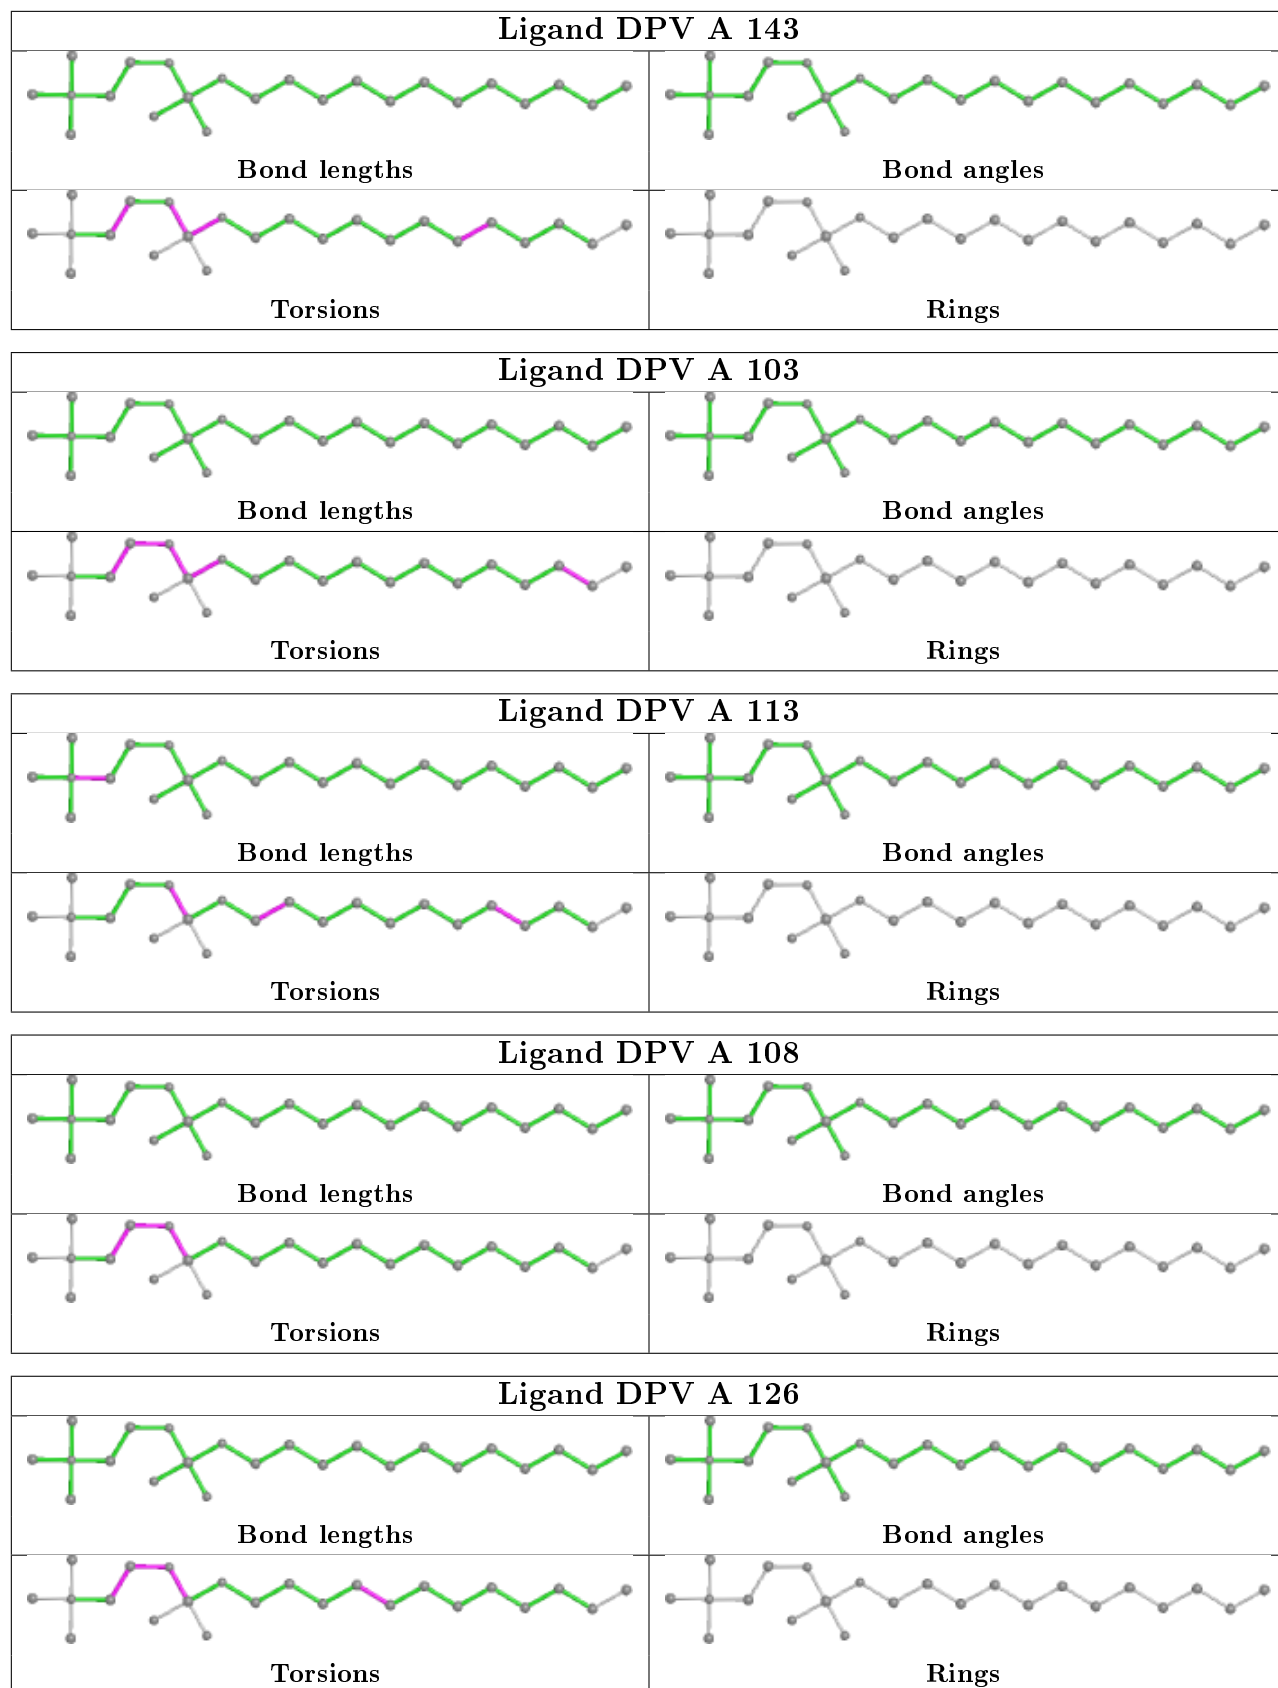 Ligand DPV A 143
Bond lengths
Bond angles
Torsions
Rings
Ligand DPV A 103
Bond lengths
Bond angles
Torsions
Rings
Ligand DPV A 113
Bond lengths
Bond angles
Torsions
Rings
Ligand DPV A 108
Bond lengths
Bond angles
Torsions
Rings
Ligand DPV A 126
Bond lengths
Bond angles
Torsions
Rings